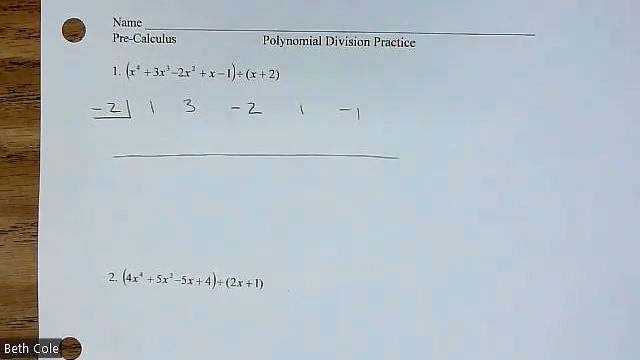 Name
Pre-Calculus Polynomial Division Practice
1. (x⁴ + 3x³ − 2x² + x − 1) ÷ (x + 2)
−2| 1 3 −2 1 −1
2. (4x⁴ + 5x² − 5x + 4) ÷ (2x + 1)
Beth Cole